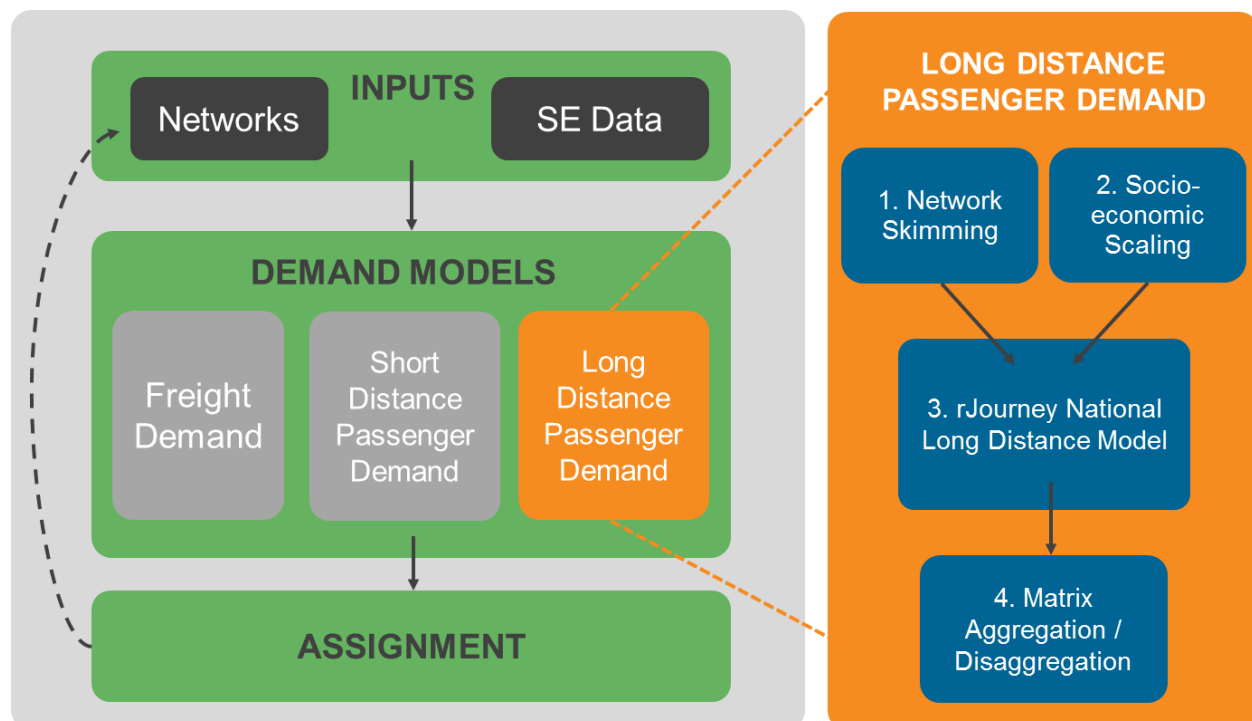 INPUTS
Networks
SE Data
DEMAND MODELS
Freight
Demand
Short
Distance
Passenger
Demand
Long
Distance
Passenger
Demand
ASSIGNMENT
LONG DISTANCE
PASSENGER DEMAND
1. Network
Skimming
2. Socio-
economic
Scaling
3. rJourney National
Long Distance Model
4. Matrix
Aggregation /
Disaggregation